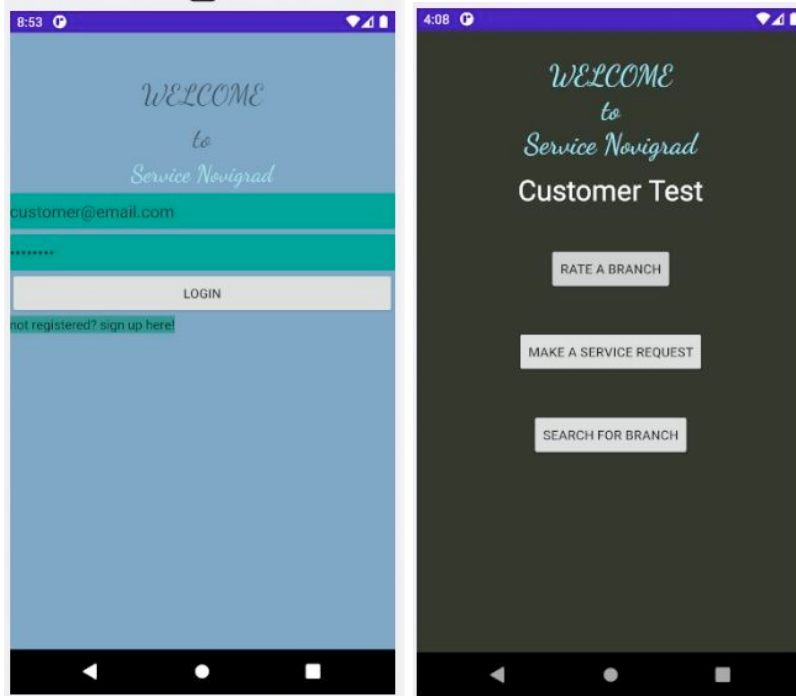 8:53
WELCOME
to
Service Novigrad
customer@email.com
••••••••
LOGIN
not registered? sign up here!
4:08
WELCOME
to
Service Novigrad
Customer Test
RATE A BRANCH
MAKE A SERVICE REQUEST
SEARCH FOR BRANCH